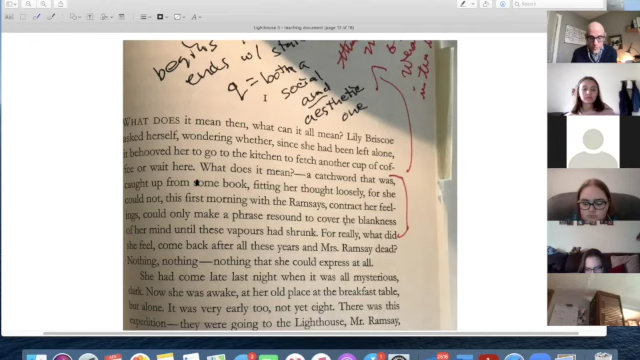 Lighthouse 3 - teaching document (page 15 of 18)
begins
ends w/
q = both a
social
and
aesthetic
one
I
WHAT DOES it mean then, what can it all mean? Lily Briscoe
asked herself, wondering whether, since she had been left alone,
it behooved her to go to the kitchen to fetch another cup of cof-
fee or wait here. What does it mean?—a catchword that was,
caught up from some book, fitting her thought loosely, for she
could not, this first morning with the Ramsays, contract her feel-
ings, could only make a phrase resound to cover the blankness
of her mind until these vapours had shrunk. For really, what did
she feel, come back after all these years and Mrs. Ramsay dead?
Nothing, nothing—nothing that she could express at all.
She had come late last night when it was all mysterious,
dark. Now she was awake, at her old place at the breakfast table,
but alone. It was very early too, not yet eight. There was this
expedition—they were going to the Lighthouse, Mr. Ramsay,